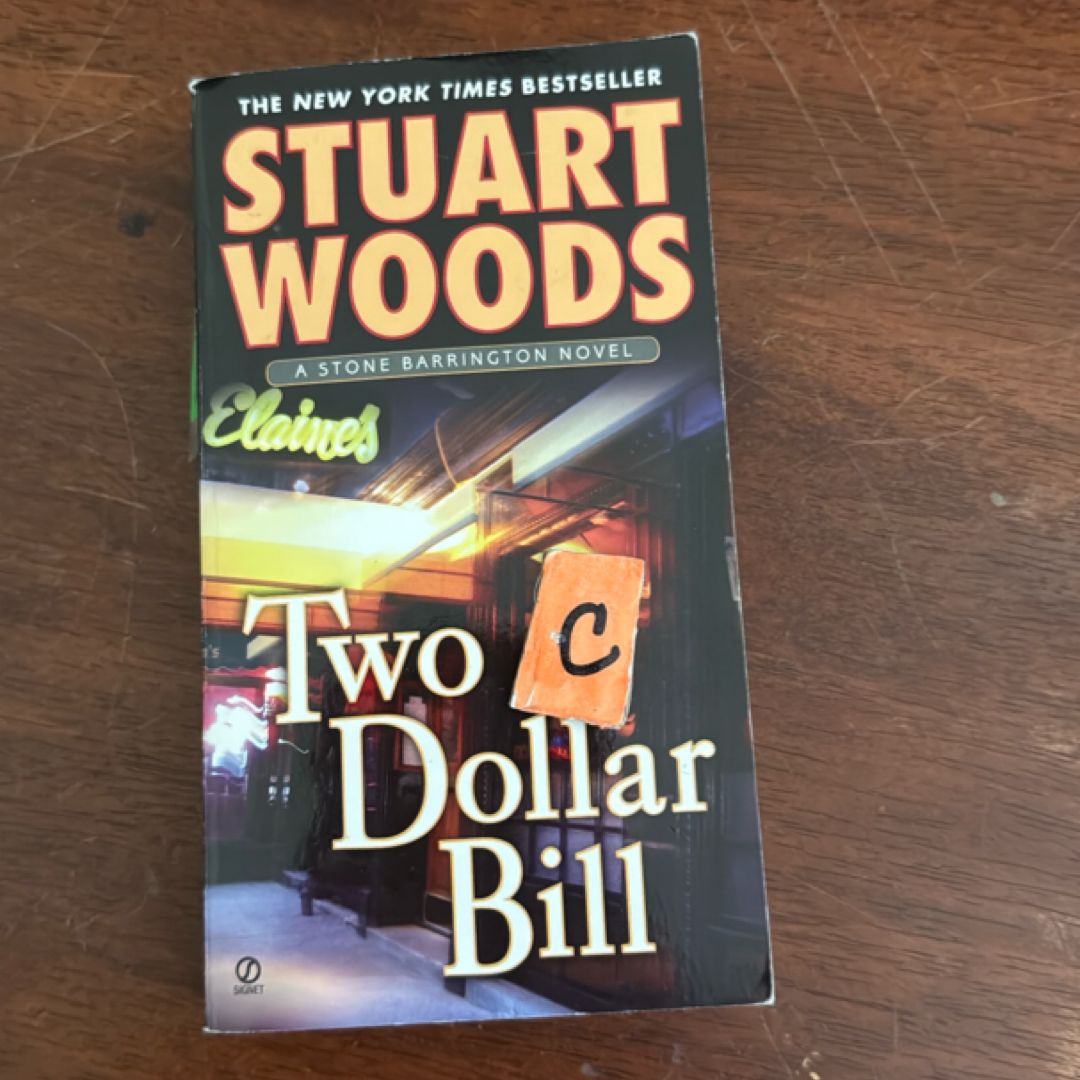 THE NEW YORK TIMES BESTSELLER
STUART
WOODS
A STONE BARRINGTON NOVEL
Elaine's
Two
C
Dollar
Bill
SIGNET